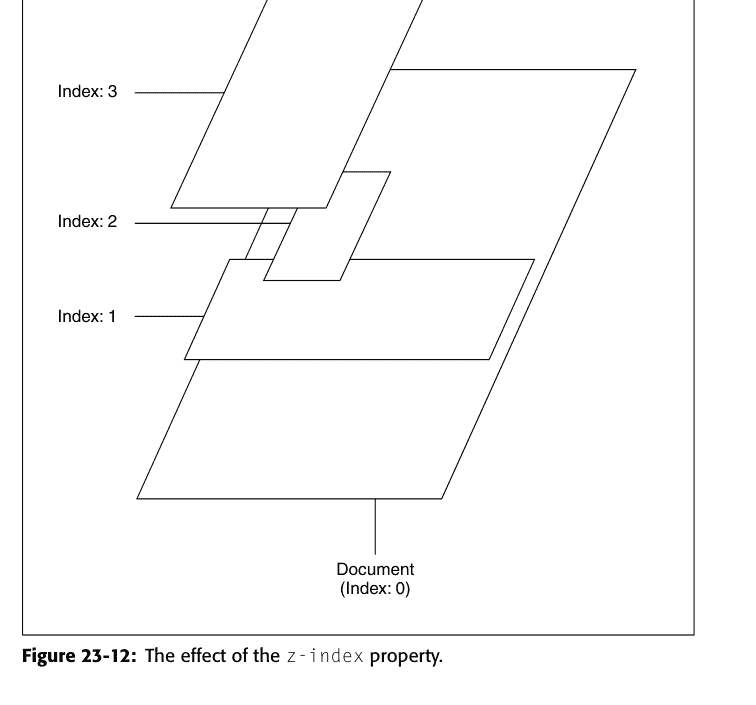 Index: 3
Index: 2
Index: 1
Document
(Index: 0)
Figure 23-12: The effect of the z-index property.